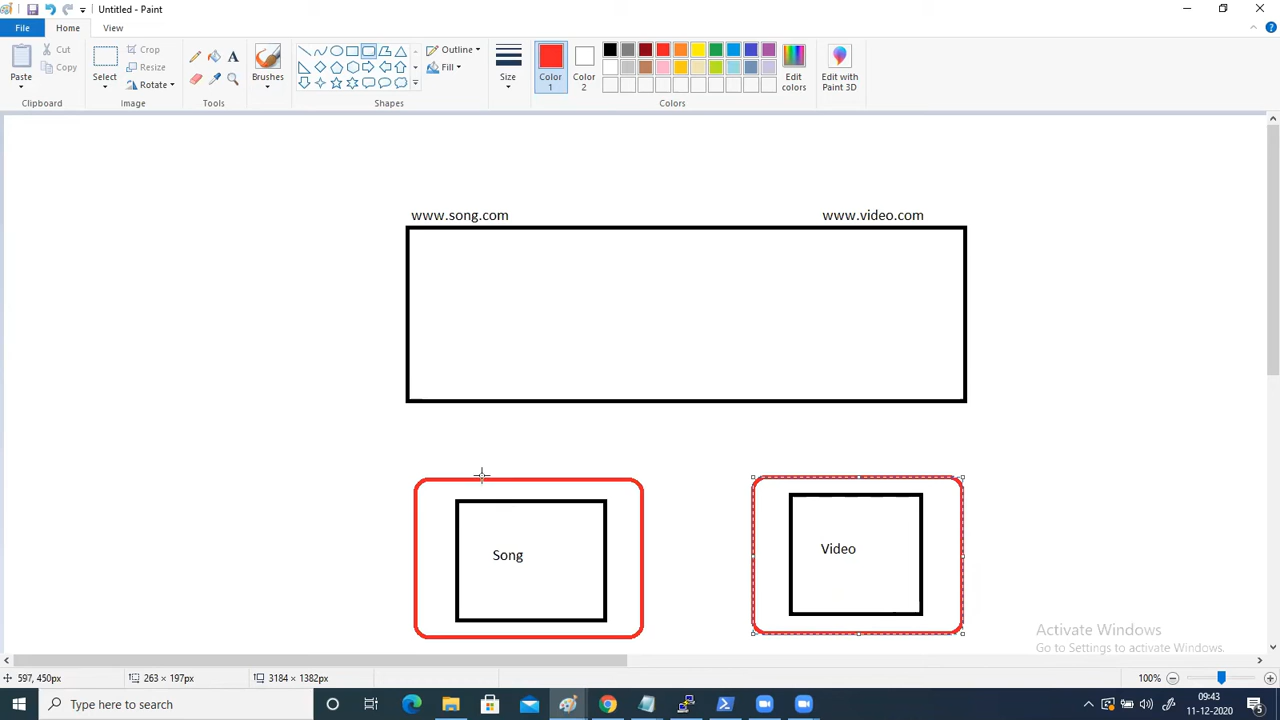 Untitled - Paint
File
Home
View
Paste
Cut
Copy
Clipboard
Select
Crop
Resize
Rotate
Image
Tools
Brushes
Outline
Fill
Shapes
Size
Color 1
Color 2
Edit colors
Colors
Edit with Paint 3D
www.song.com
www.video.com
Song
Video
Activate Windows
Go to Settings to activate Windows.
597, 450px
263 × 197px
3184 × 1382px
100%
Type here to search
09:43
11-12-2020
5